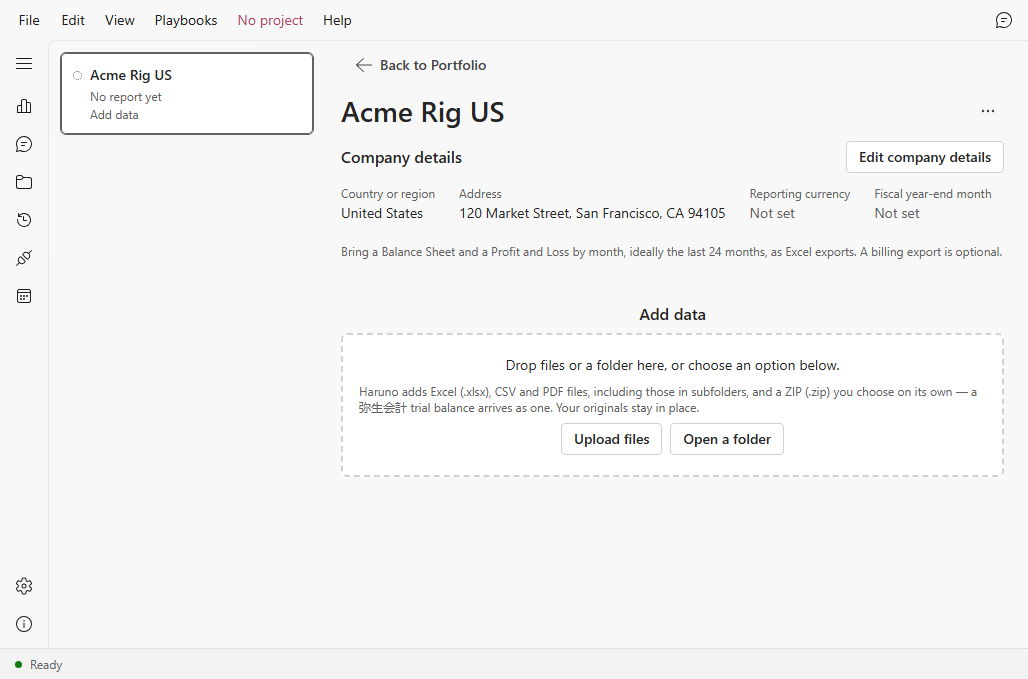 File Edit View Playbooks No project Help
Acme Rig US
No report yet
Add data
Back to Portfolio
Acme Rig US
Company details
Edit company details
Country or region
United States
Address
120 Market Street, San Francisco, CA 94105
Reporting currency
Not set
Fiscal year-end month
Not set
Bring a Balance Sheet and a Profit and Loss by month, ideally the last 24 months, as Excel exports. A billing export is optional.
Add data
Drop files or a folder here, or choose an option below.
Haruno adds Excel (.xlsx), CSV and PDF files, including those in subfolders, and a ZIP (.zip) you choose on its own — a
弥生会計 trial balance arrives as one. Your originals stay in place.
Upload files
Open a folder
Ready